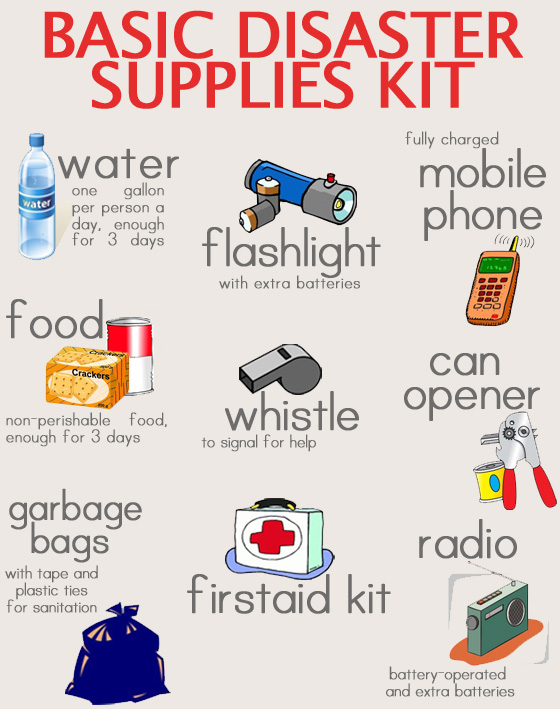 BASIC DISASTER
SUPPLIES KIT
water
one gallon
per person a
day, enough
for 3 days
water
flashlight
with extra batteries
fully charged
mobile
phone
food
Crackers
Crackers
non-perishable food,
enough for 3 days
whistle
to signal for help
can
opener
garbage
bags
with tape and
plastic ties
for sanitation
firstaid kit
radio
battery-operated
and extra batteries